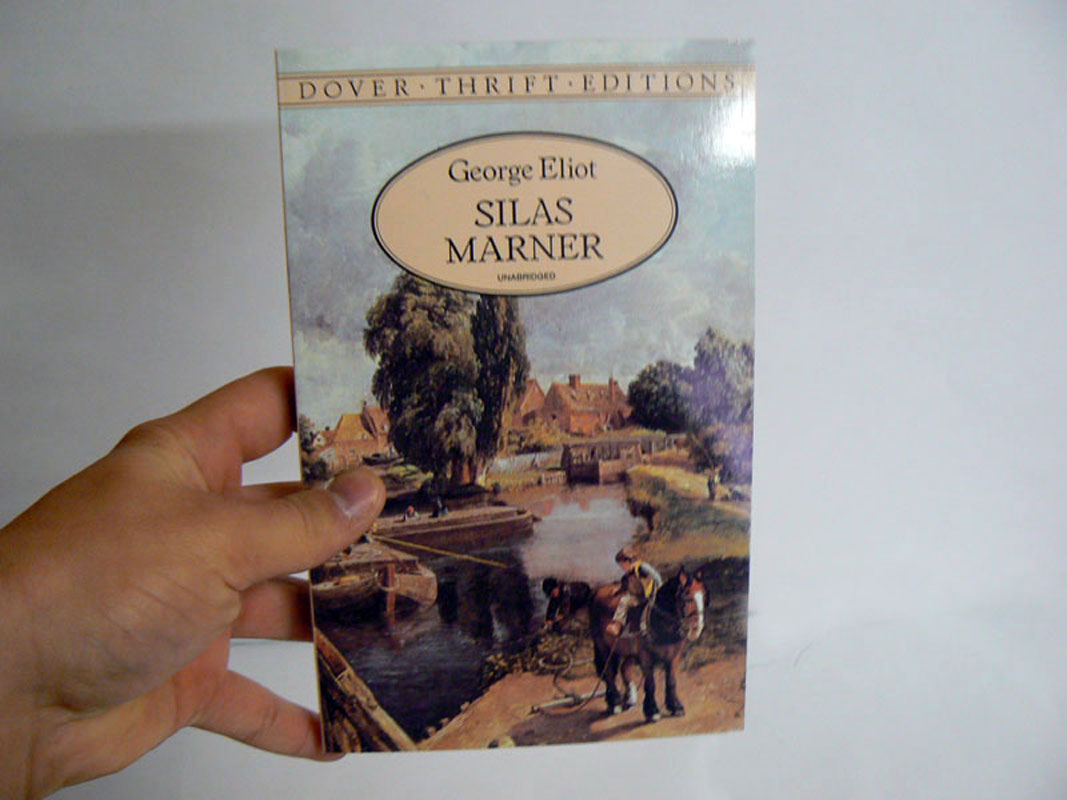 DOVER · THRIFT · EDITIONS
George Eliot
SILAS
MARNER
UNABRIDGED